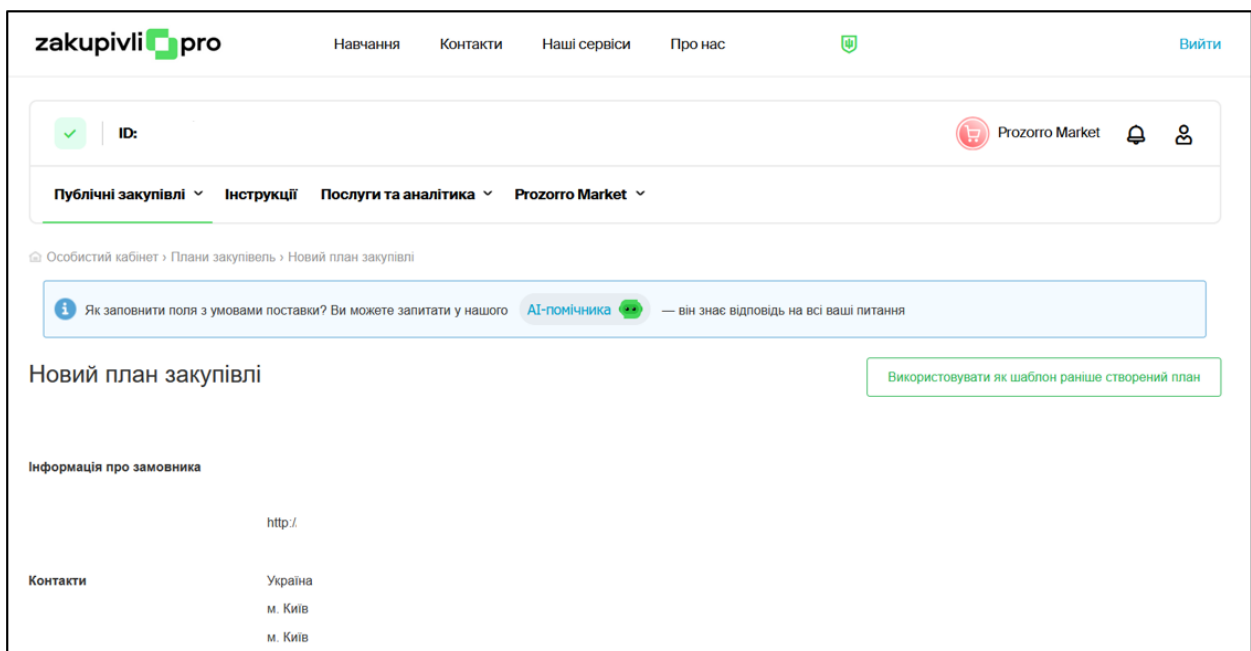 zakupivli pro Навчання Контакти Наші сервіси Про нас Вийти
ID: Prozorro Market
Публічні закупівлі Інструкції Послуги та аналітика Prozorro Market
Особистий кабінет › Плани закупівель › Новий план закупівлі
Як заповнити поля з умовами поставки? Ви можете запитати у нашого AI-помічника — він знає відповідь на всі ваші питання
Новий план закупівлі Використовувати як шаблон раніше створений план
Інформація про замовника
http:/.
Контакти Україна
м. Київ
м. Київ